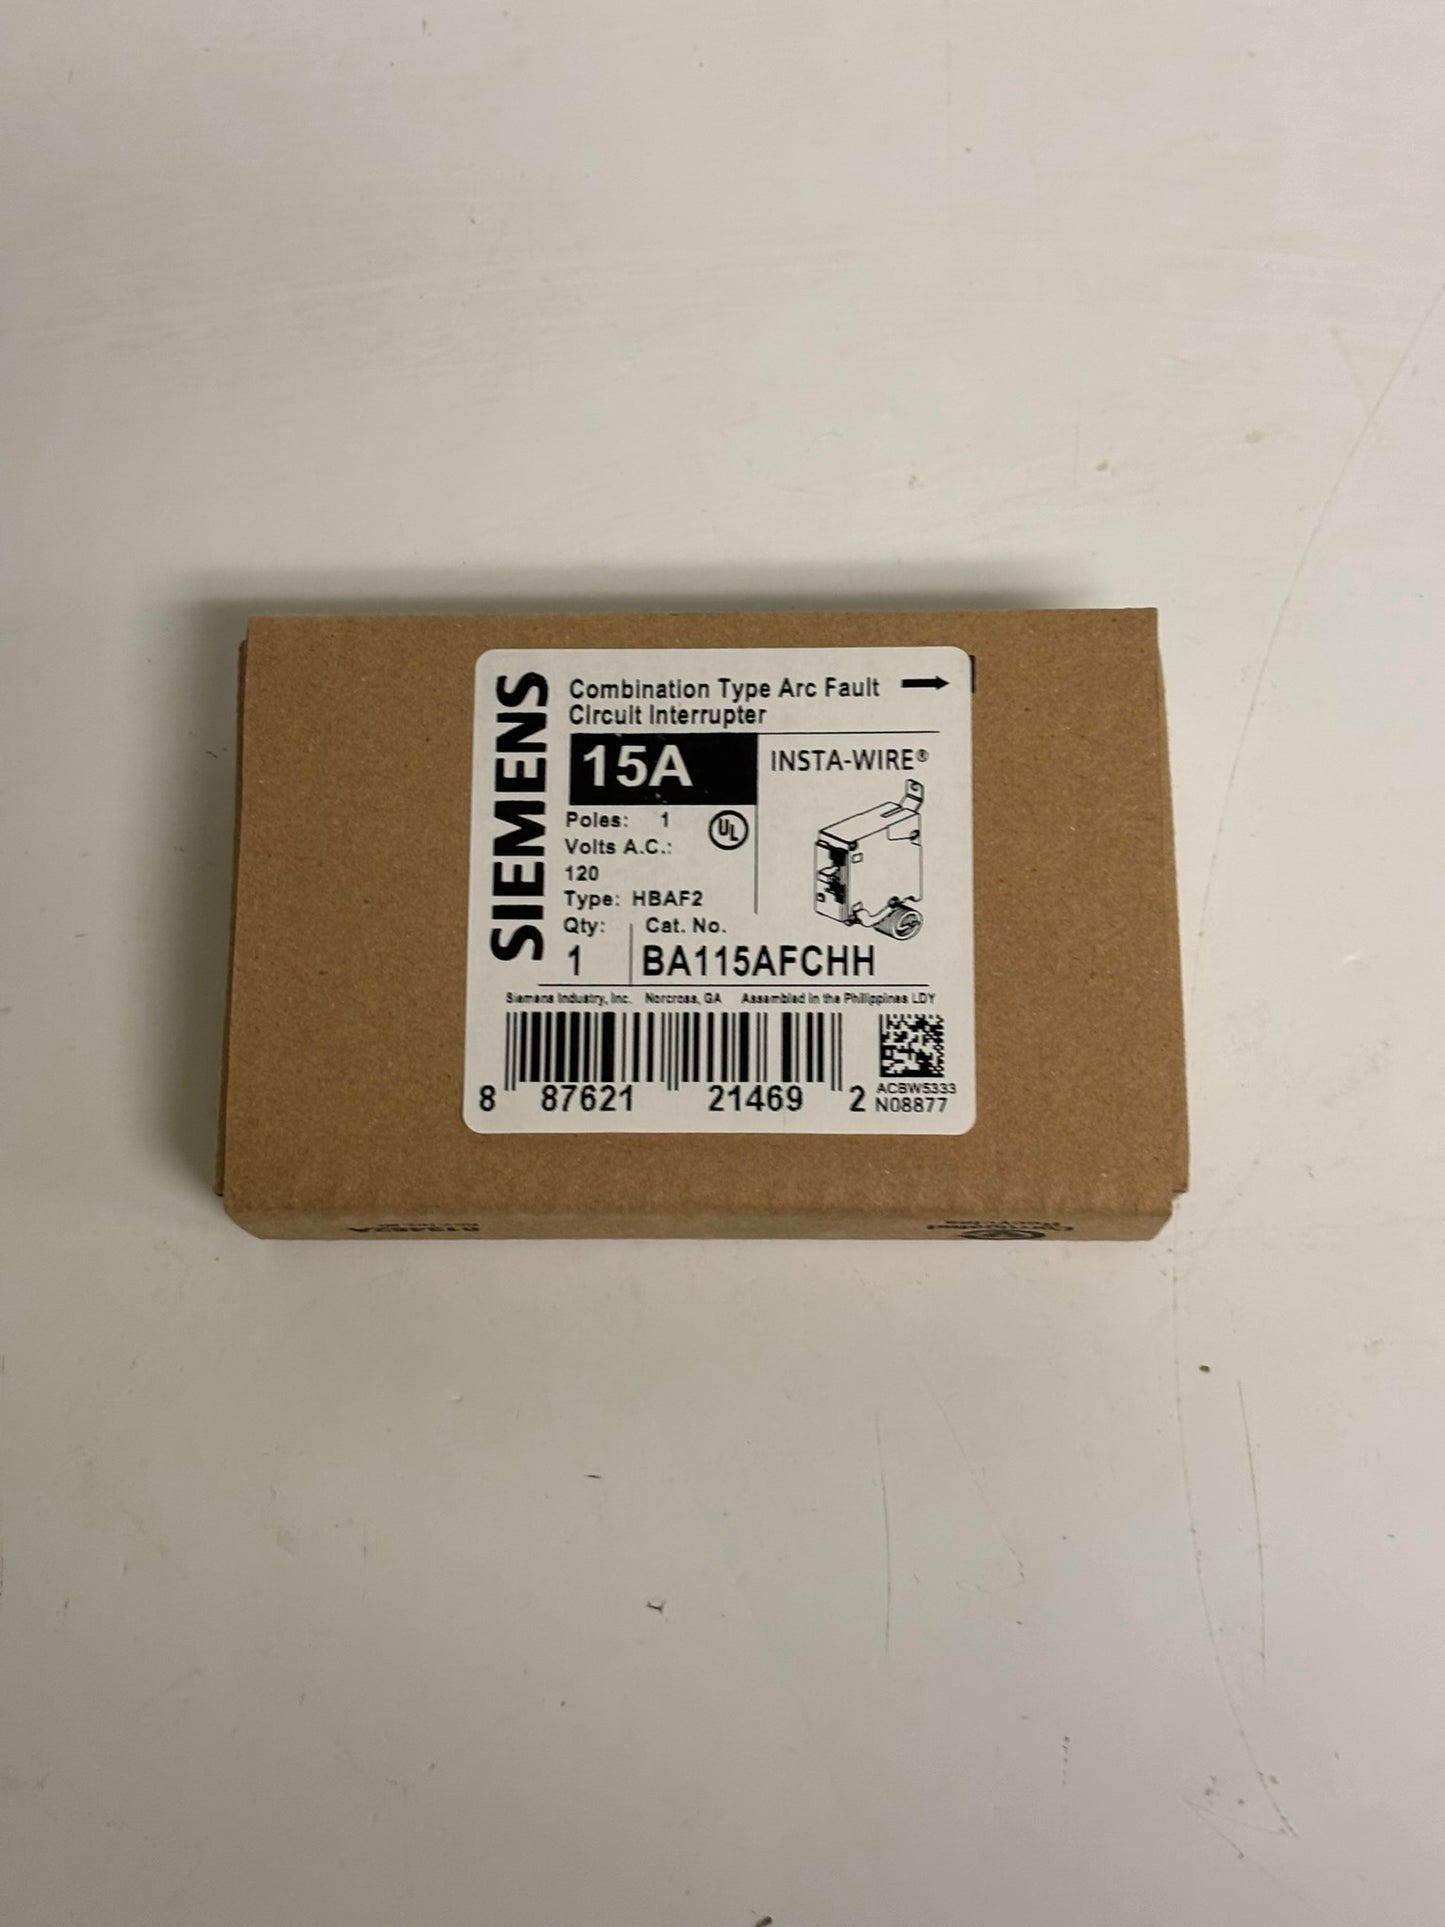 SIEMENS
Combination Type Arc Fault
Circuit Interrupter
15A
INSTA-WIRE®
Poles: 1
UL
Volts A.C.:
120
Type: HBAF2
Qty: Cat. No.
1 BA115AFCHH
Siemens Industry, Inc. Norcross, GA Assembled in the Philippines LDY
8 87621 21469 2
ACBW5333
N08877